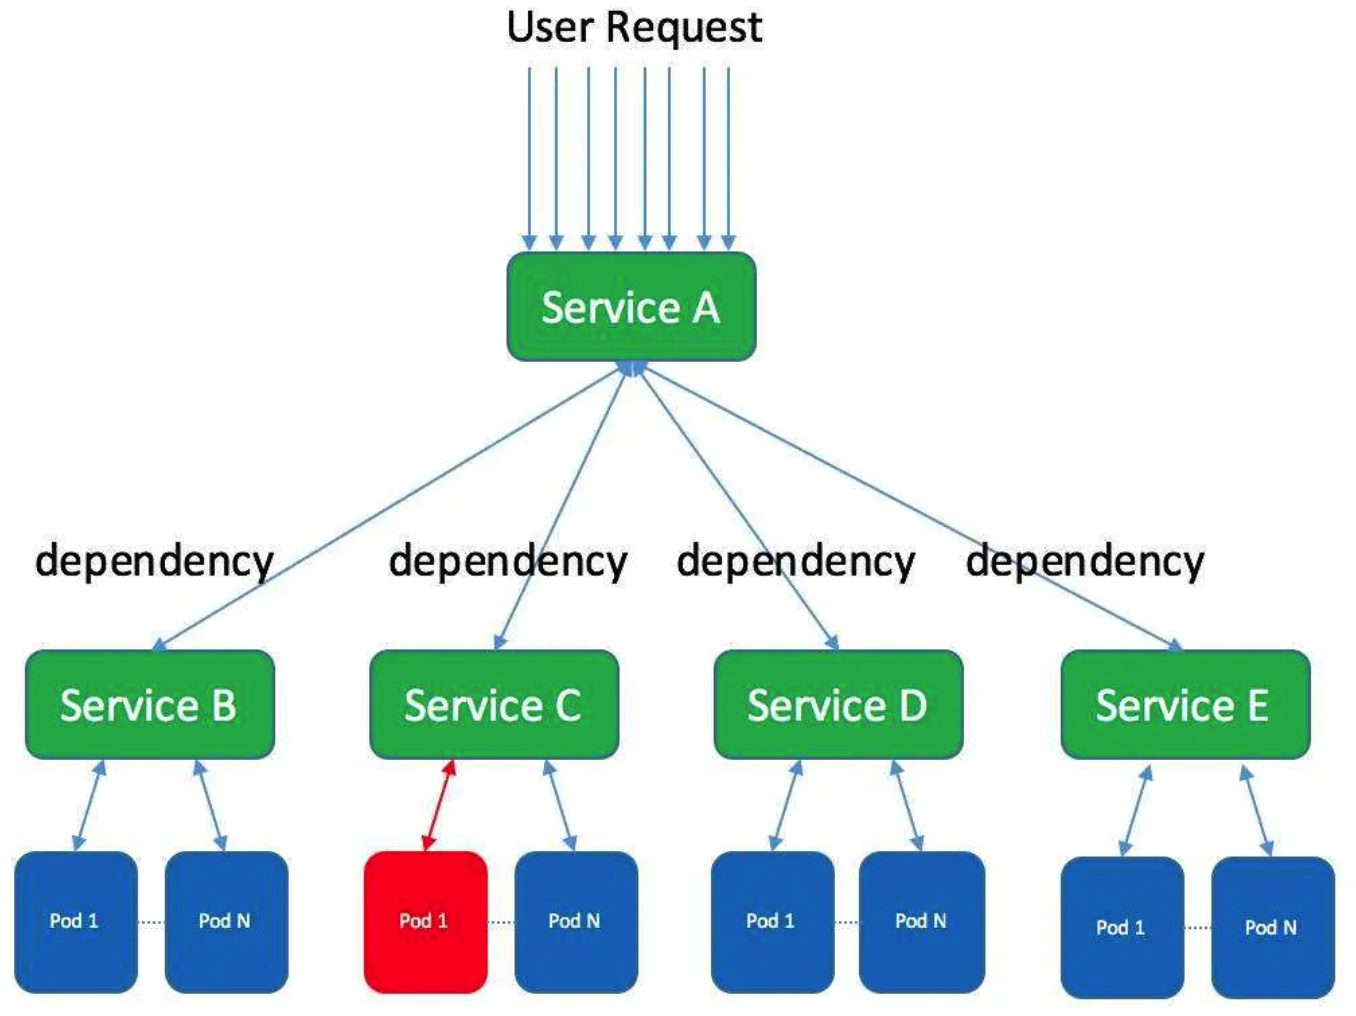 User Request
Service A
dependency dependency dependency dependency
Service B Service C Service D Service E
Pod 1 Pod N Pod 1 Pod N Pod 1 Pod N Pod 1 Pod N